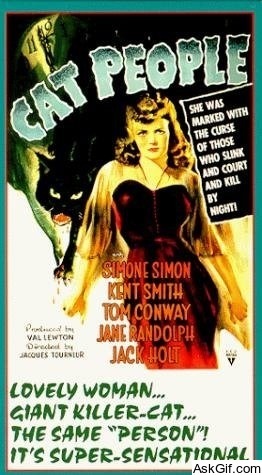 CAT PEOPLE
SHE WAS
MARKED WITH
THE CURSE OF
THOSE
WHO SLINK
AND COURT
AND KILL
BY
NIGHT!
SIMONE SIMON
KENT SMITH
TOM CONWAY
JANE RANDOLPH
JACK HOLT
Produced by
VAL LEWTON
Directed by
JACQUES TOURNEUR
LOVELY WOMAN...
GIANT KILLER-CAT...
THE SAME "PERSON"!
IT'S SUPER-SENSATIONAL
AskGif.com